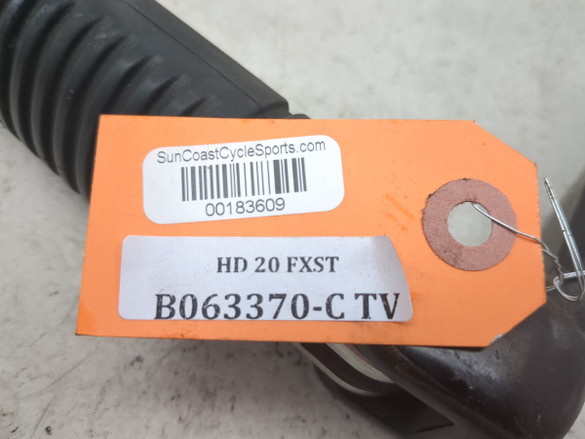 SunCoastCycleSports.com
00183609
HD 20 FXST
B063370-C TV